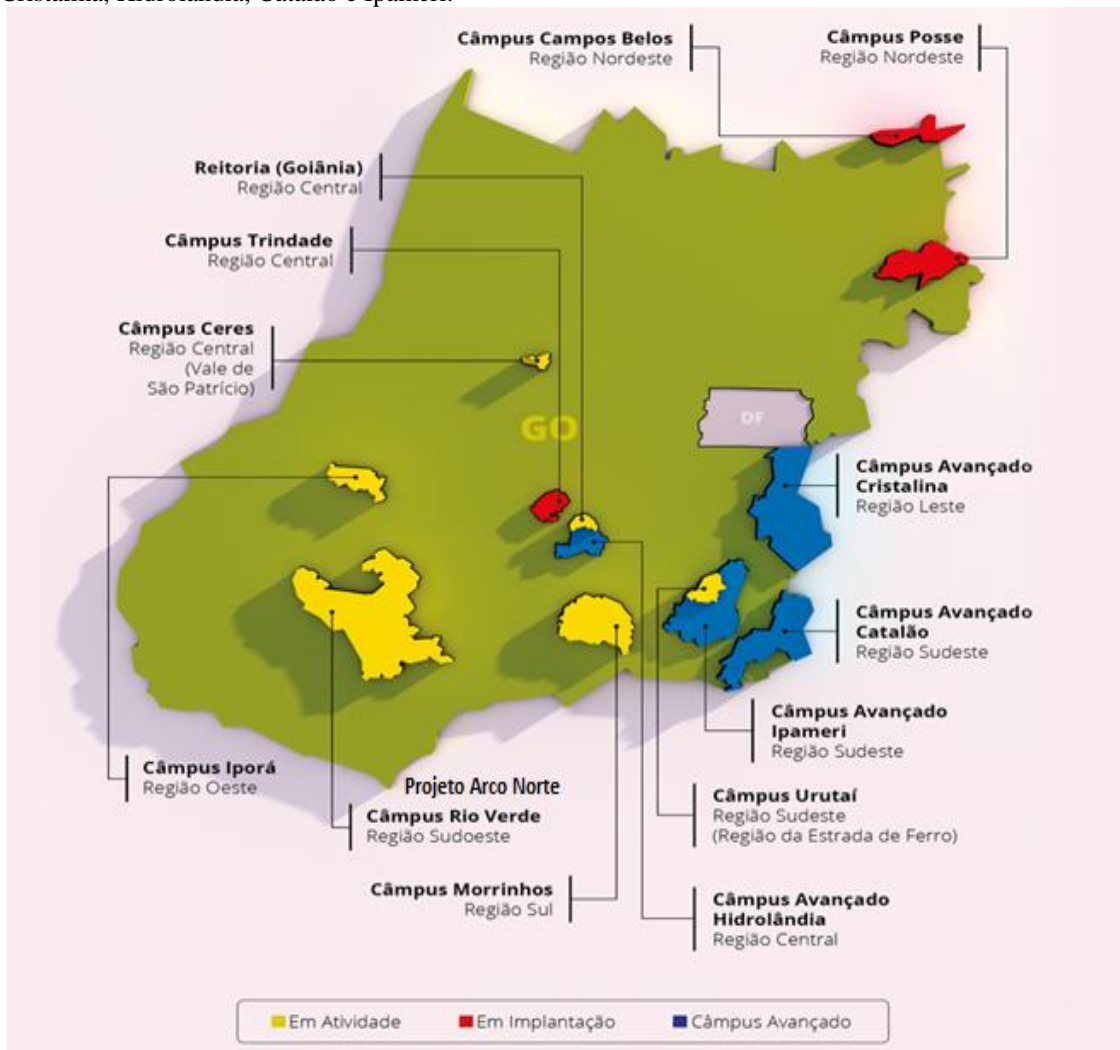 Cristalina, Hidrolândia, Catalão e Ipameri.
Câmpus Campos Belos
Região Nordeste
Câmpus Posse
Região Nordeste
Reitoria (Goiânia)
Região Central
Câmpus Trindade
Região Central
Câmpus Ceres
Região Central
(Vale de
São Patrício)
GO
DF
Câmpus Avançado
Cristalina
Região Leste
Câmpus Avançado
Catalão
Região Sudeste
Câmpus Avançado
Ipameri
Região Sudeste
Câmpus Iporá
Região Oeste
Projeto Arco Norte
Câmpus Rio Verde
Região Sudoeste
Câmpus Urutaí
Região Sudeste
(Região da Estrada de Ferro)
Câmpus Morrinhos
Região Sul
Câmpus Avançado
Hidrolândia
Região Central
Em Atividade
Em Implantação
Câmpus Avançado